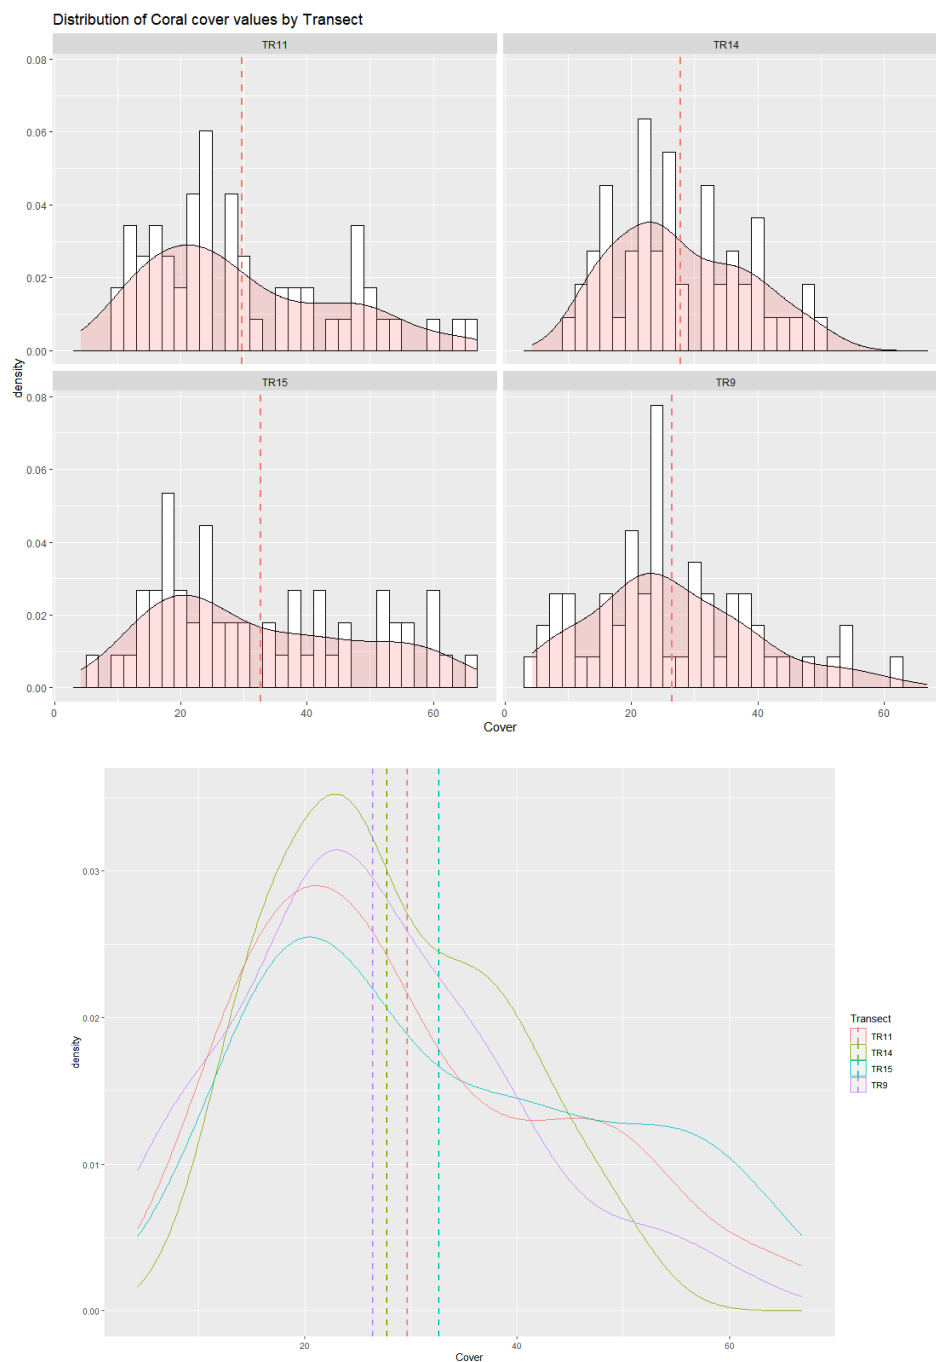 Distribution of Coral cover values by Transect
TR11 TR14
0.08
0.06
0.04
0.02
0.00
density
TR15 TR9
0.08
0.06
0.04
0.02
0.00
0 20 40 60 0 20 40 60
Cover
0.03
0.02
0.01
0.00
density
20 40 60
Cover
Transect
TR11
TR14
TR15
TR9